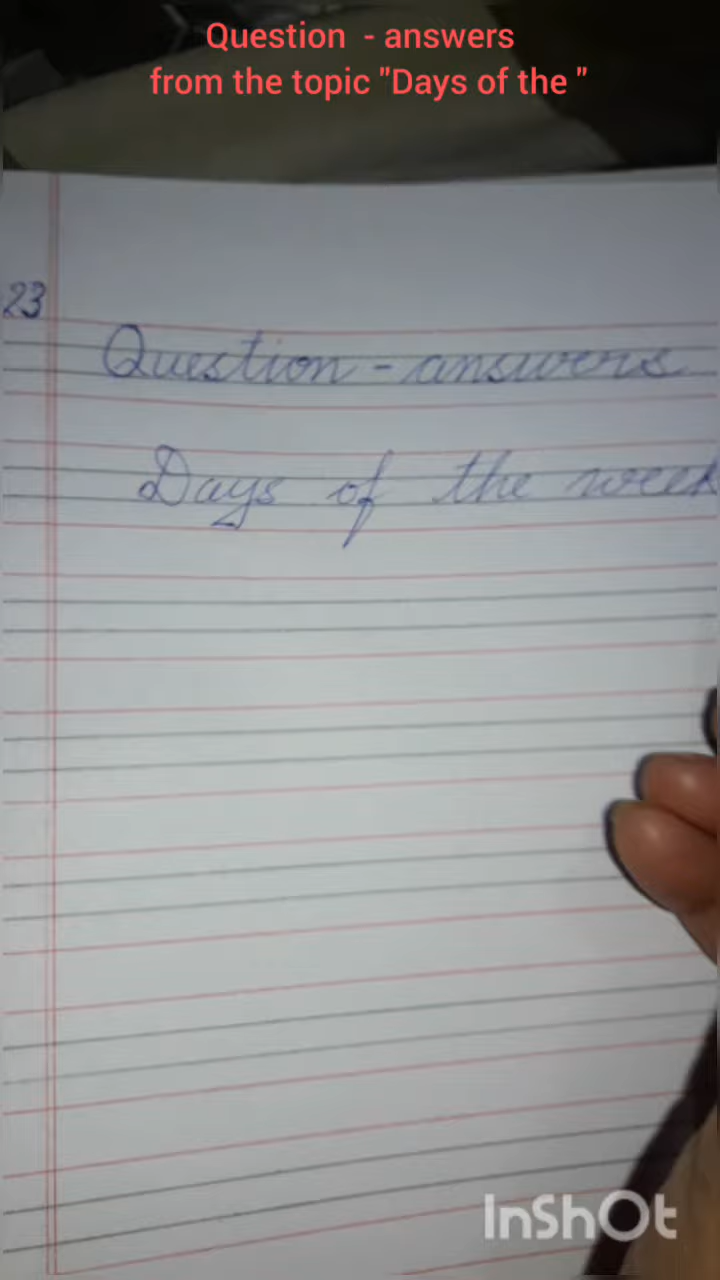 Question - answers
from the topic "Days of the "
23
Question - answers
Days of the week
InShOt